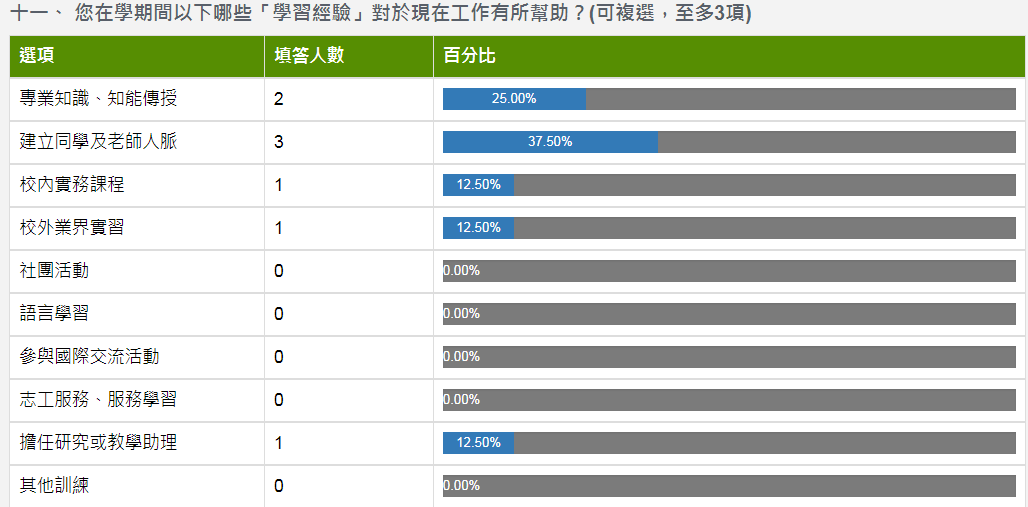 十一、 您在學期間以下哪些「學習經驗」對於現在工作有所幫助？(可複選，至多3項)
選項 填答人數 百分比
專業知識、知能傳授 2 25.00%
建立同學及老師人脈 3 37.50%
校內實務課程 1 12.50%
校外業界實習 1 12.50%
社團活動 0 0.00%
語言學習 0 0.00%
參與國際交流活動 0 0.00%
志工服務、服務學習 0 0.00%
擔任研究或教學助理 1 12.50%
其他訓練 0 0.00%